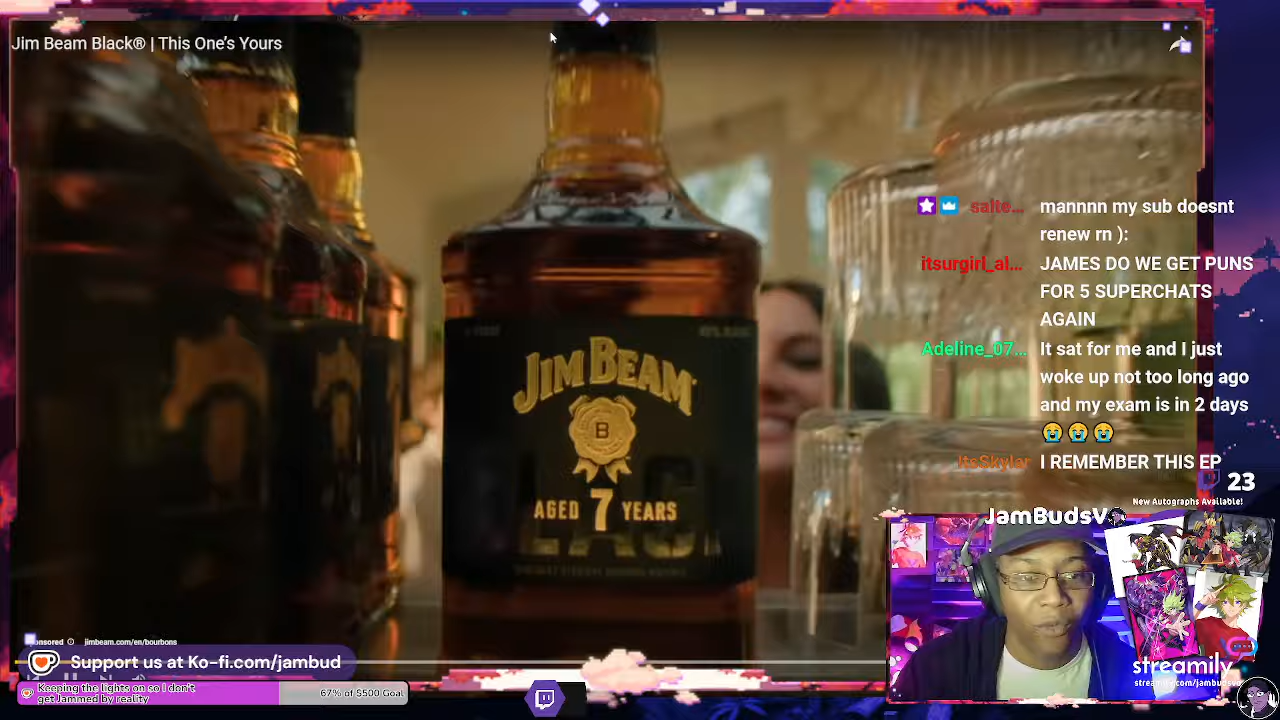 Jim Beam Black® | This One's Yours
JIM BEAM
B
AGED 7 YEARS
salte...
mannnn my sub doesnt
renew rn ):
itsurgirl_al...
JAMES DO WE GET PUNS
FOR 5 SUPERCHATS
AGAIN
Adeline_07...
It sat for me and I just
woke up not too long ago
and my exam is in 2 days
😭 😭 😭
ItsSkylar
I REMEMBER THIS EP
23
New Autographs Available!
JamBudsV
streamily
jimbeam.com/en/bourbons
Support us at Ko-fi.com/jambud
Keeping the lights on so I don't
get Jammed by reality
67% of $500 Goal